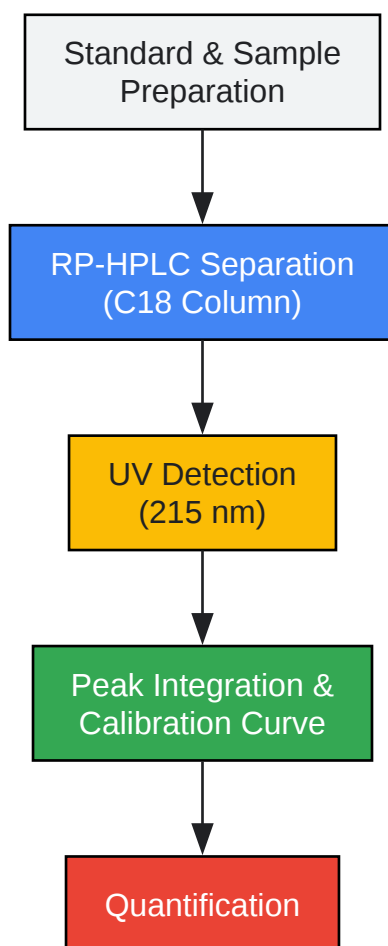 Standard & Sample
Preparation
RP-HPLC Separation
(C18 Column)
UV Detection
(215 nm)
Peak Integration &
Calibration Curve
Quantification